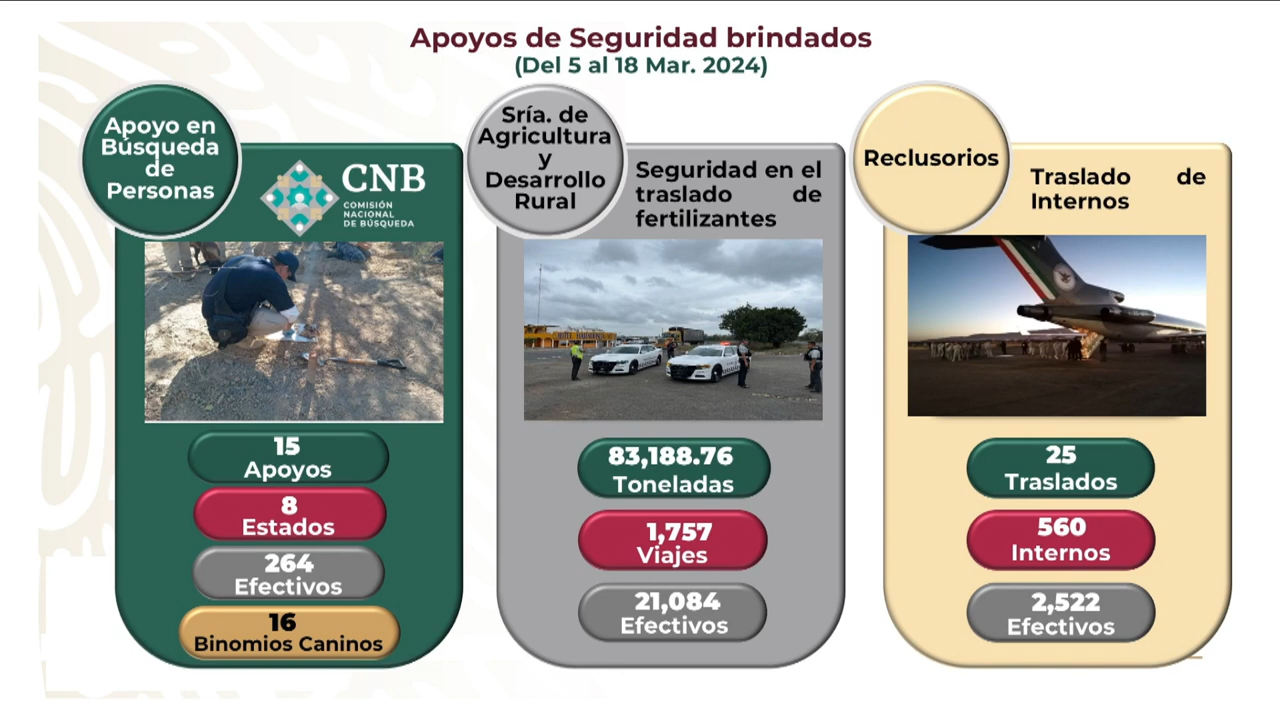 Apoyos de Seguridad brindados
(Del 5 al 18 Mar. 2024)
Apoyo en
Búsqueda
de
Personas
CNB
COMISIÓN
NACIONAL
DE BÚSQUEDA
15
Apoyos
8
Estados
264
Efectivos
16
Binomios Caninos
Sría. de
Agricultura
y
Desarrollo
Rural
Seguridad en el
traslado de
fertilizantes
83,188.76
Toneladas
1,757
Viajes
21,084
Efectivos
Reclusorios
Traslado de
Internos
25
Traslados
560
Internos
2,522
Efectivos